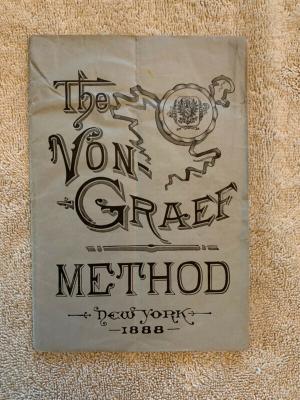 The
Von
Graef
METHOD
New York
1888